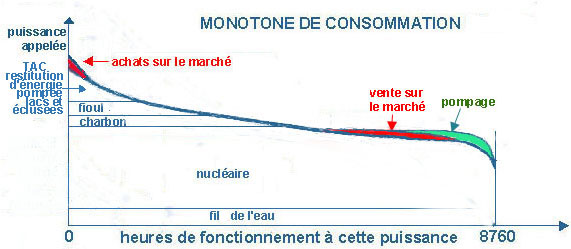 MONOTONE DE CONSOMMATION
puissance
appelée
achats sur le marché
TAC
restitution
d'énergie
pompée
lacs et
éclusées
vente sur
le marché
pompage
fioul
charbon
nucléaire
fil de l'eau
0
heures de fonctionnement à cette puissance
8760